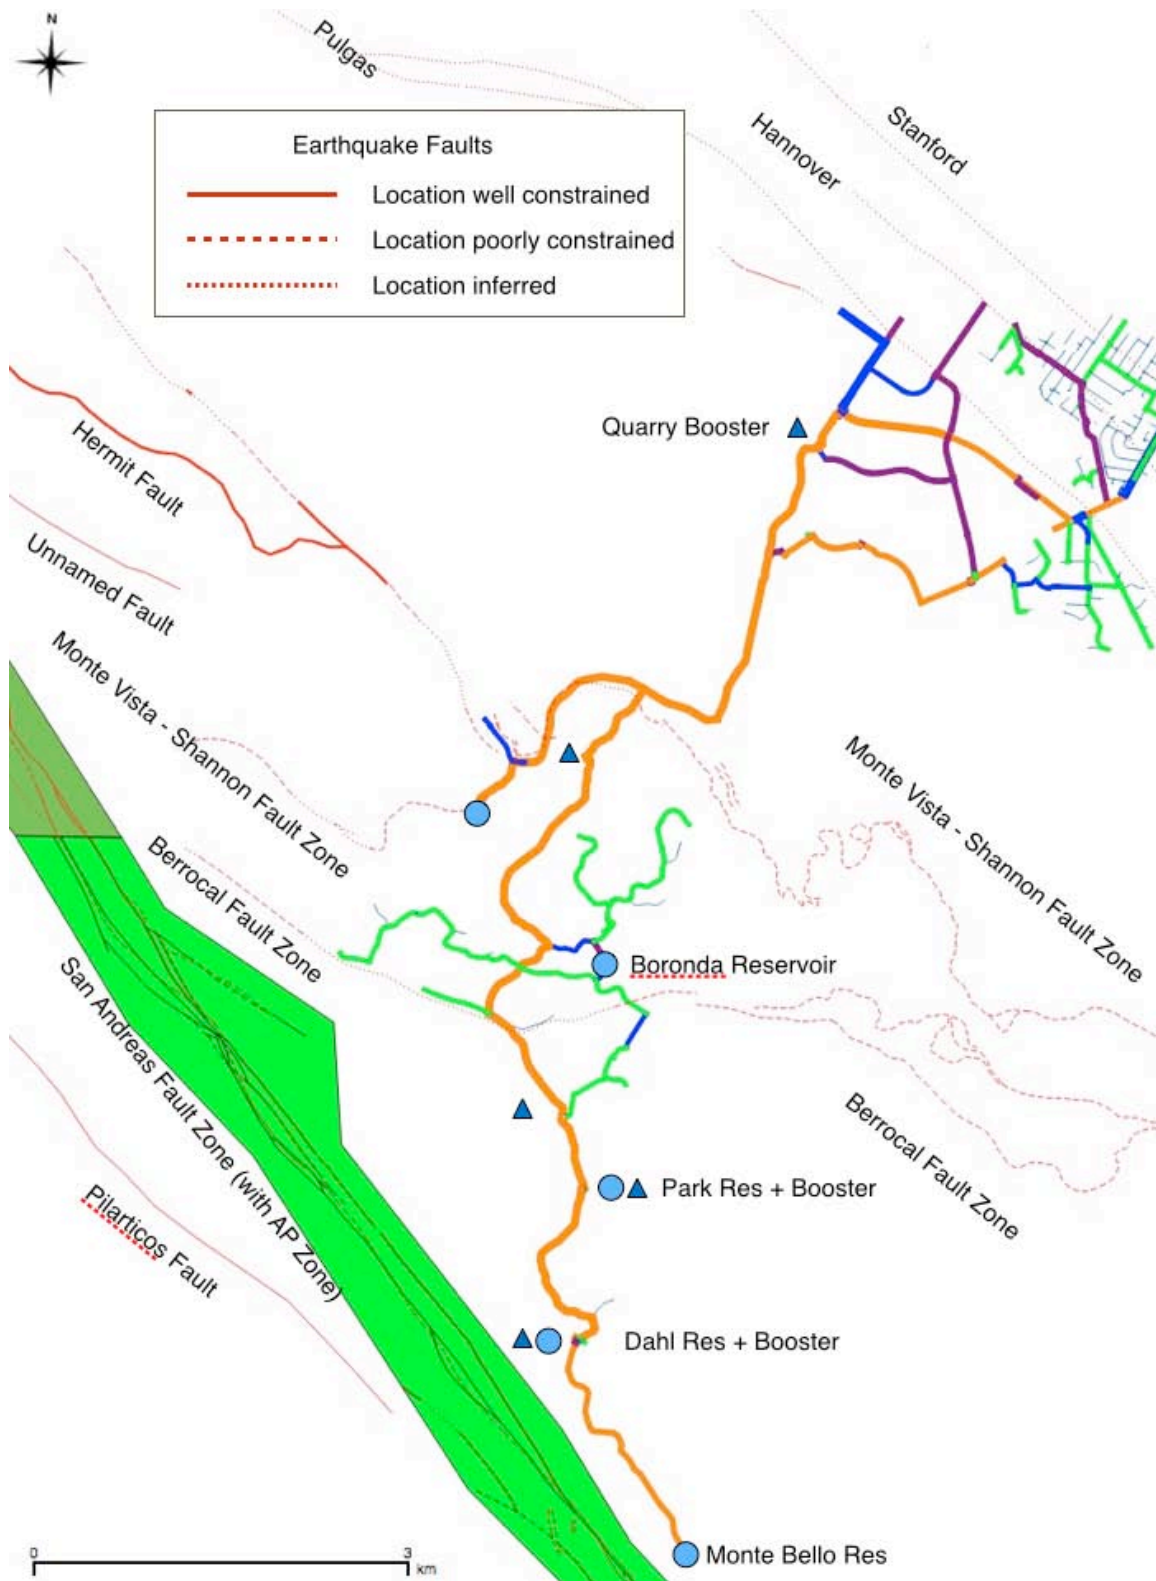 N
Pulgas
Stanford
Hannover
Earthquake Faults
Location well constrained
Location poorly constrained
Location inferred
Quarry Booster
Hermit Fault
Unnamed Fault
Monte Vista - Shannon Fault Zone
Monte Vista - Shannon Fault Zone
Berrocal Fault Zone
San Andreas Fault Zone (with AP Zone)
Boronda Reservoir
Berrocal Fault Zone
Pilarticos Fault
Park Res + Booster
Dahl Res + Booster
Monte Bello Res
0 3
km